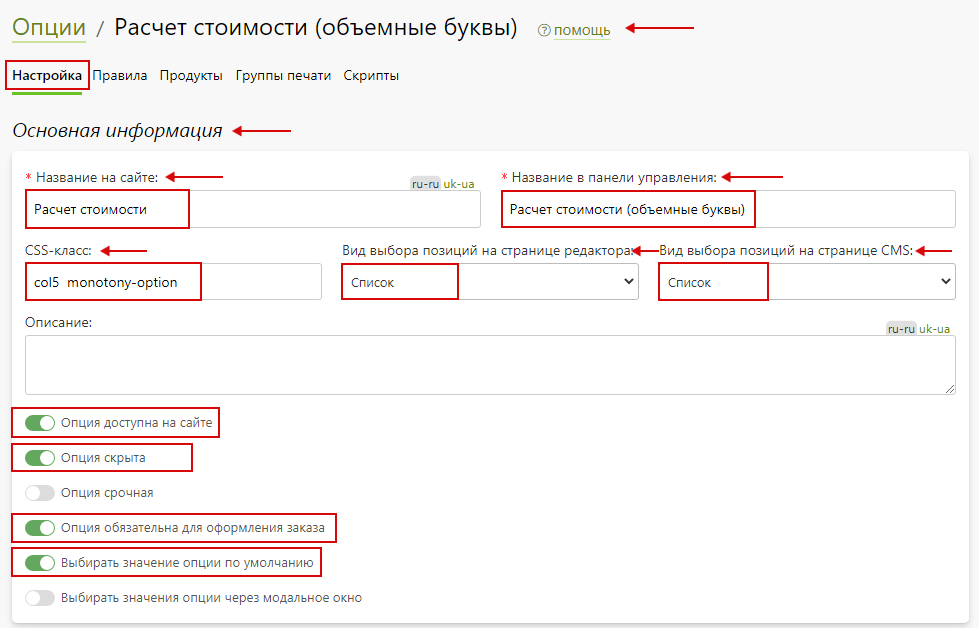 Опции / Расчет стоимости (объемные буквы) ? помощь
Настройка Правила Продукты Группы печати Скрипты
Основная информация
* Название на сайте: ru-ru uk-ua * Название в панели управления:
Расчет стоимости Расчет стоимости (объемные буквы)
CSS-класс: Вид выбора позиций на странице редактора: Вид выбора позиций на странице CMS:
col5 monotony-option Список Список
Описание: ru-ru uk-ua
Опция доступна на сайте
Опция скрыта
Опция срочная
Опция обязательна для оформления заказа
Выбирать значение опции по умолчанию
Выбирать значения опции через модальное окно